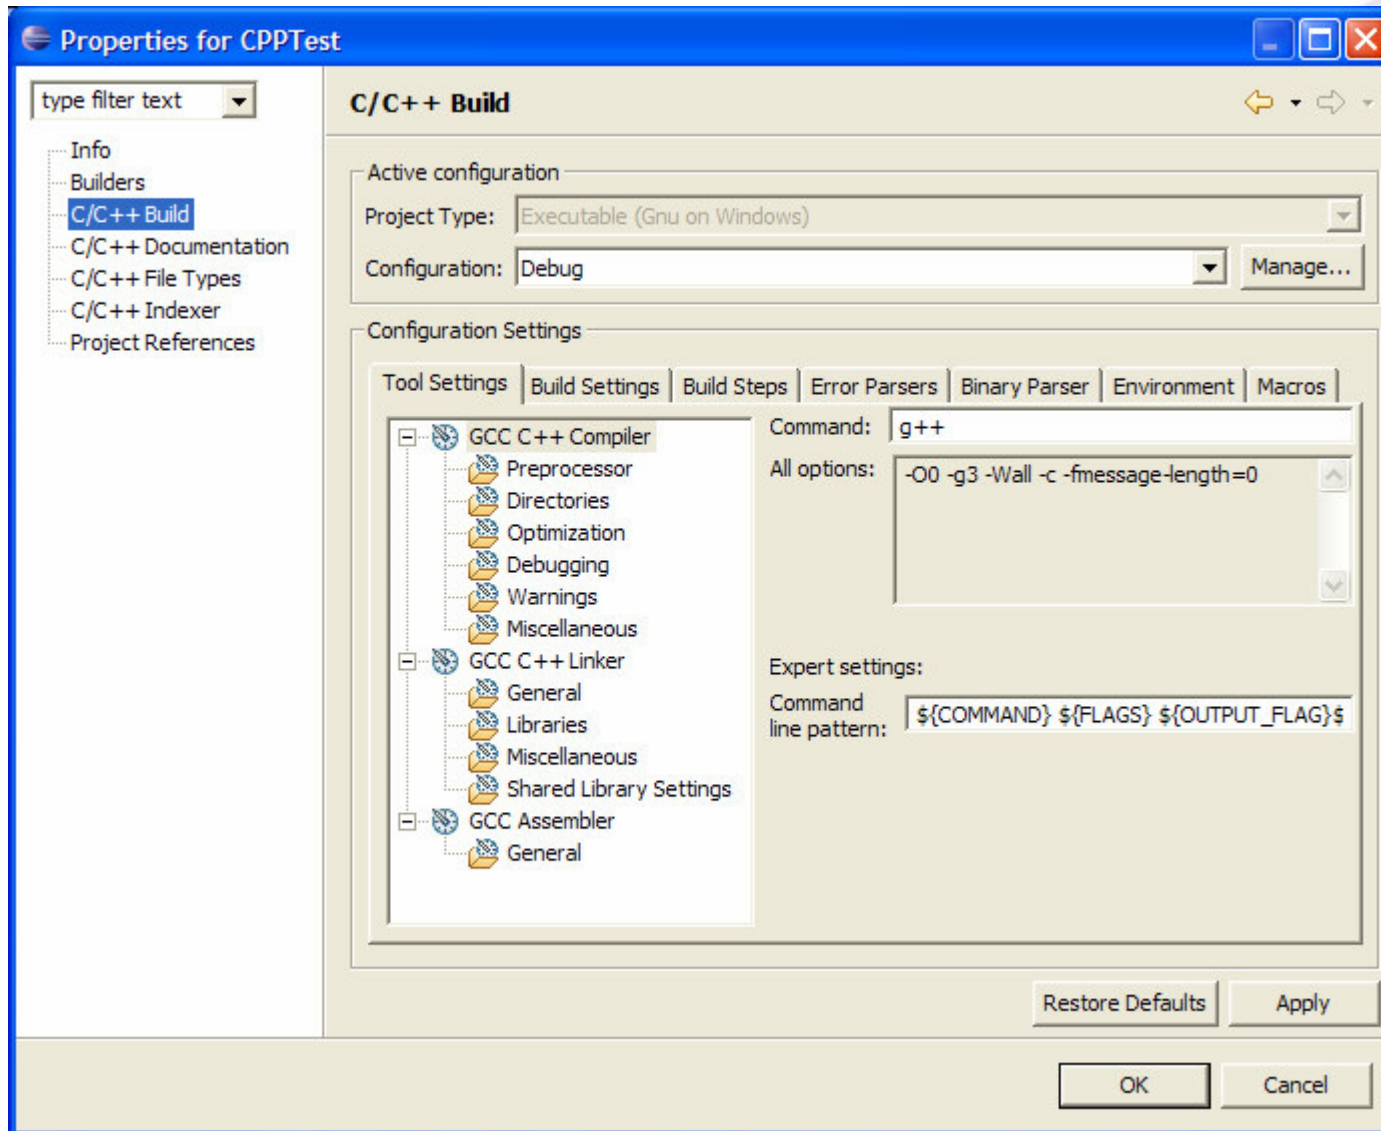 Properties for CPPTest
type filter text
Info
Builders
C/C++ Build
C/C++ Documentation
C/C++ File Types
C/C++ Indexer
Project References
C/C++ Build
Active configuration
Project Type: Executable (Gnu on Windows)
Configuration: Debug Manage...
Configuration Settings
Tool Settings Build Settings Build Steps Error Parsers Binary Parser Environment Macros
GCC C++ Compiler
Preprocessor
Directories
Optimization
Debugging
Warnings
Miscellaneous
GCC C++ Linker
General
Libraries
Miscellaneous
Shared Library Settings
GCC Assembler
General
Command: g++
All options: -O0 -g3 -Wall -c -fmessage-length=0
Expert settings:
Command
line pattern: ${COMMAND} ${FLAGS} ${OUTPUT_FLAG}$
Restore Defaults Apply
OK Cancel